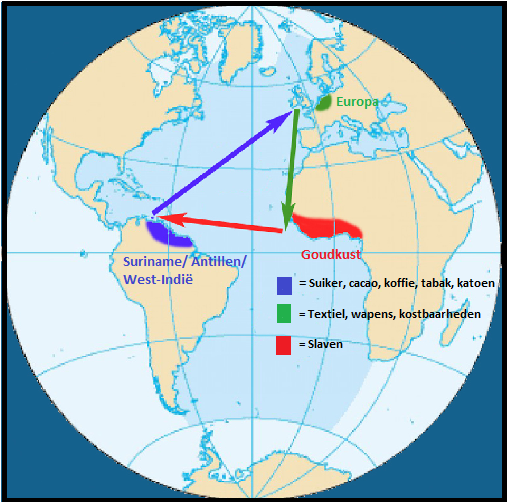 Europa
Goudkust
Suriname/ Antillen/
West-Indië
= Suiker, cacao, koffie, tabak, katoen
= Textiel, wapens, kostbaarheden
= Slaven